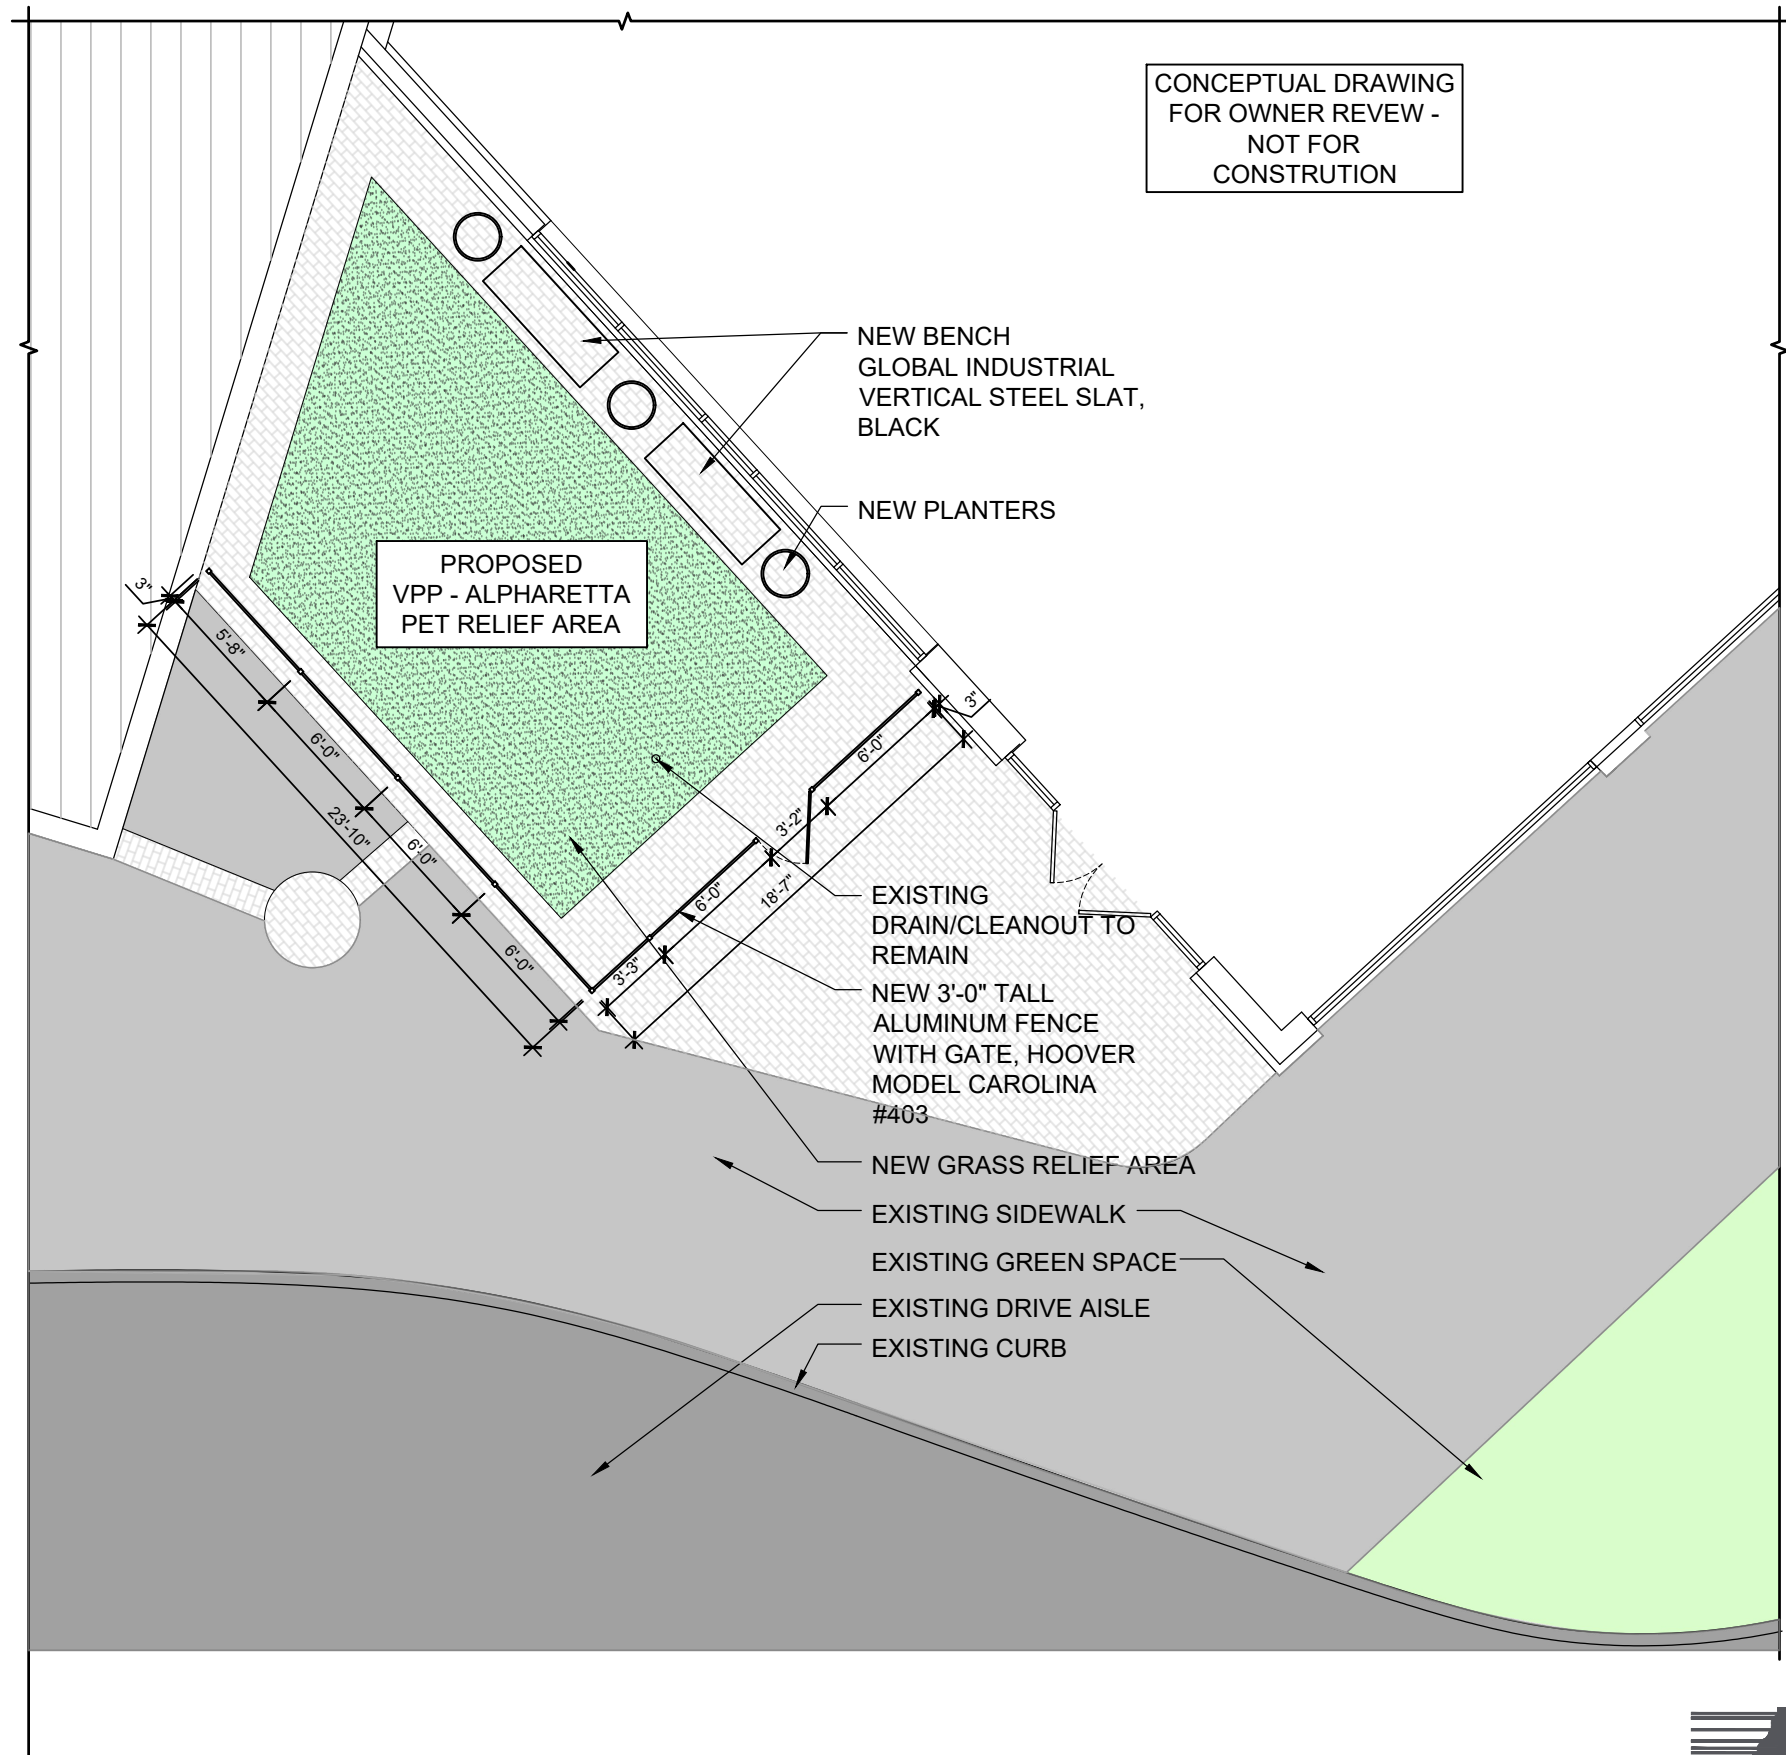 CONCEPTUAL DRAWING
FOR OWNER REVEW -
NOT FOR
CONSTRUTION
NEW BENCH
GLOBAL INDUSTRIAL
VERTICAL STEEL SLAT,
BLACK
NEW PLANTERS
PROPOSED
VPP - ALPHARETTA
PET RELIEF AREA
3"
5'-8"
6'-0"
23'-10"
6'-0"
6'-0"
3'-3"
6'-0"
18'-7"
3'-2"
6'-0"
3"
EXISTING
DRAIN/CLEANOUT TO
REMAIN
NEW 3'-0" TALL
ALUMINUM FENCE
WITH GATE, HOOVER
MODEL CAROLINA
#403
NEW GRASS RELIEF AREA
EXISTING SIDEWALK
EXISTING GREEN SPACE
EXISTING DRIVE AISLE
EXISTING CURB